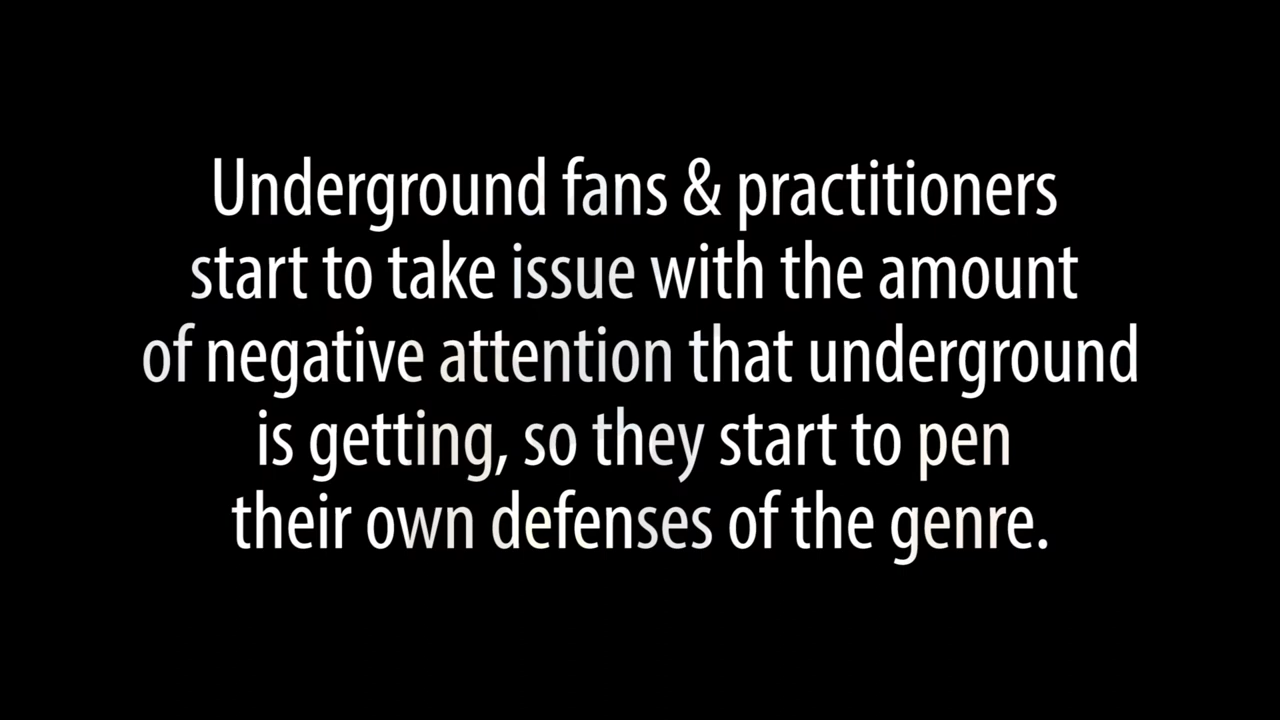 Underground fans & practitioners
start to take issue with the amount
of negative attention that underground
is getting, so they start to pen
their own defenses of the genre.